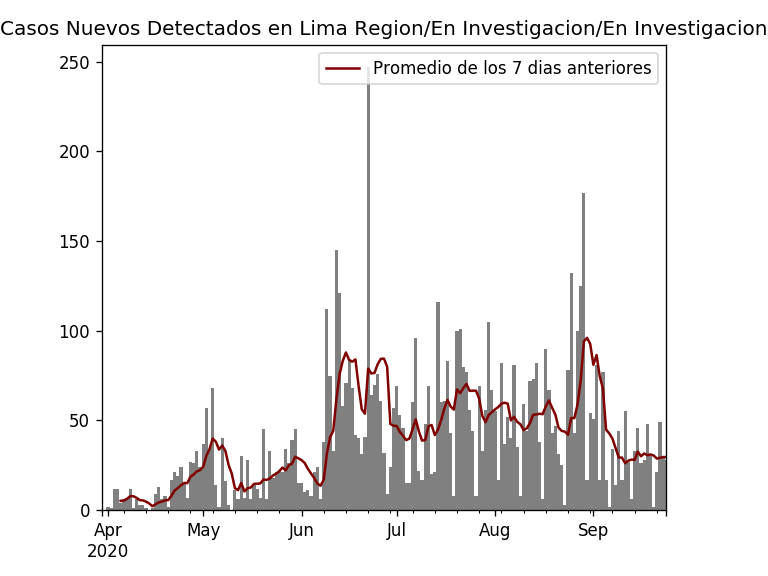 Casos Nuevos Detectados en Lima Region/En Investigacion/En Investigacion
Promedio de los 7 dias anteriores
250
200
150
100
50
0
Apr May Jun Jul Aug Sep
2020